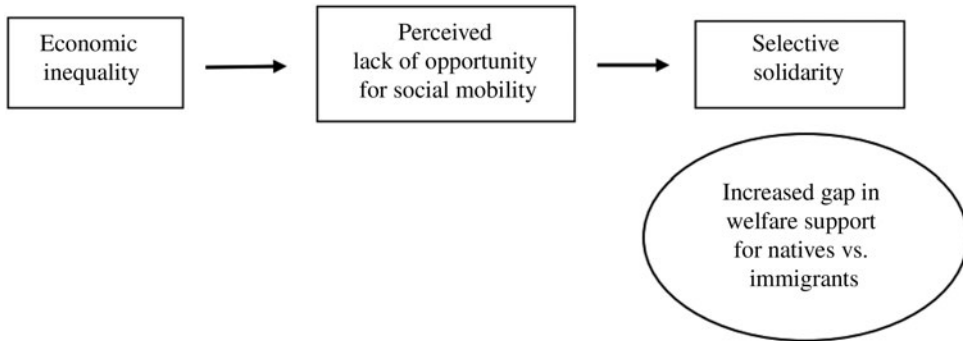 Economic
inequality
Perceived
lack of opportunity
for social mobility
Selective
solidarity
Increased gap in
welfare support
for natives vs.
immigrants